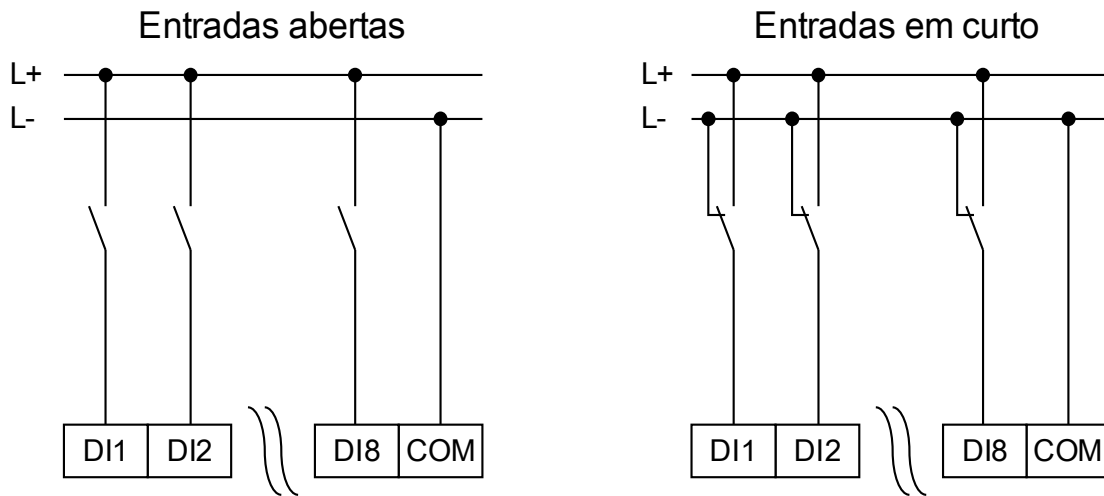 Entradas abertas
L+
L-
DI1 DI2 DI8 COM
Entradas em curto
L+
L-
DI1 DI2 DI8 COM